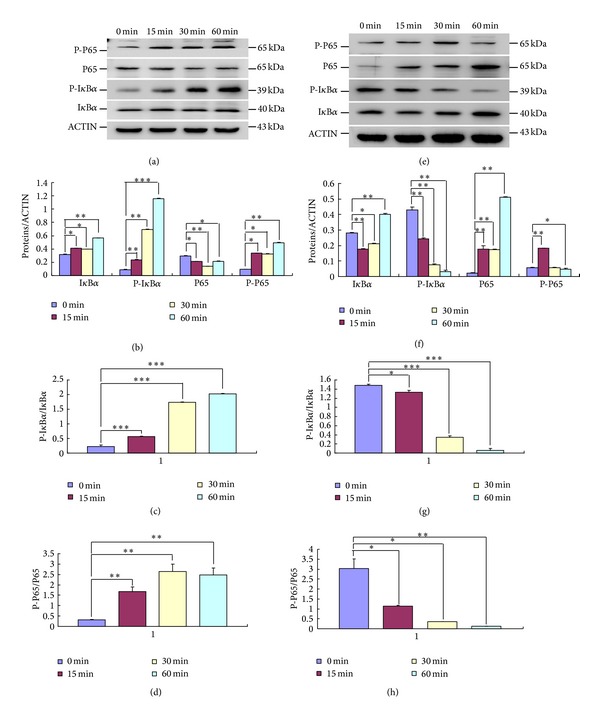 0 min 15 min 30 min 60 min
P-P65 65 kDa
P65 65 kDa
P-IκBα 39 kDa
IκBα 40 kDa
ACTIN 43 kDa
(a)
0 min 15 min 30 min 60 min
P-P65 65 kDa
P65 65 kDa
P-IκBα 39 kDa
IκBα 40 kDa
ACTIN 43 kDa
(e)
Proteins/ACTIN
1.4
1.2
1
0.8
0.6
0.4
0.2
0
** * *
*** ** **
* ** *
** * *
IκBα P-IκBα P65 P-P65
0 min 30 min
15 min 60 min
(b)
Proteins/ACTIN
0.6
0.5
0.4
0.3
0.2
0.1
0
** * **
** ** **
** ** **
* **
IκBα P-IκBα P65 P-P65
0 min 30 min
15 min 60 min
(f)
P-IκBα/IκBα
2.5
2
1.5
1
0.5
0
***
***
***
1
0 min 30 min
15 min 60 min
(c)
P-IκBα/IκBα
1.6
1.4
1.2
1
0.8
0.6
0.4
0.2
0
***
***
*
1
0 min 30 min
15 min 60 min
(g)
P-P65/P65
3.5
3
2.5
2
1.5
1
0.5
0
**
**
**
1
0 min 30 min
15 min 60 min
(d)
P-P65/P65
4
3.5
3
2.5
2
1.5
1
0.5
0
**
*
*
1
0 min 30 min
15 min 60 min
(h)